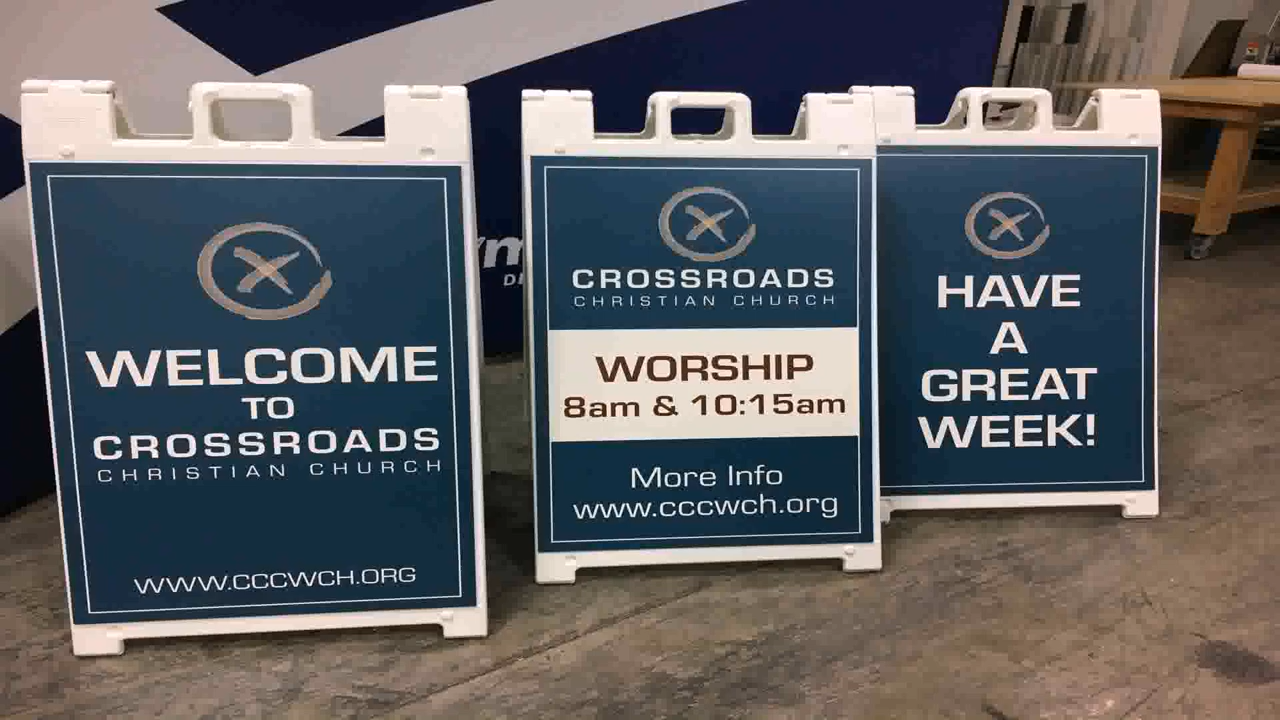 WELCOME
TO
CROSSROADS
CHRISTIAN CHURCH
WWW.CCCWCH.ORG
CROSSROADS
CHRISTIAN CHURCH
WORSHIP
8am & 10:15am
More Info
www.cccwch.org
HAVE
A
GREAT
WEEK!